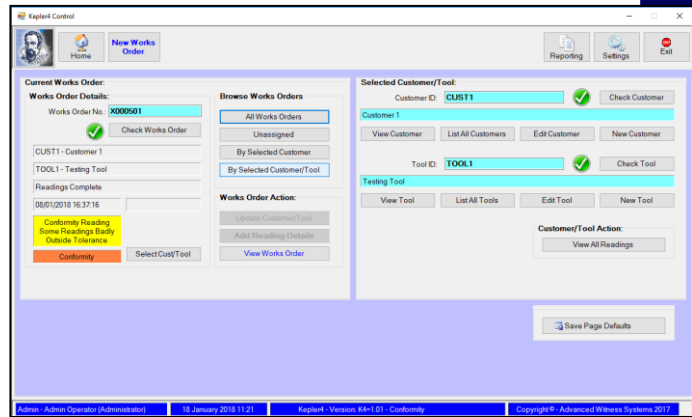 Kepler4 Control
Home
New Works
Order
Reporting
Settings
Exit
Current Works Order:
Works Order Details:
Works Order No.: X000501
Check Works Order
CUST1 - Customer 1
TOOL1 - Testing Tool
Readings Complete
08/01/2018 16:37:16
Conformity Reading
Some Readings Badly
Outside Tolerance
Conformity
Select Cust/Tool
Browse Works Orders
All Works Orders
Unassigned
By Selected Customer
By Selected Customer/Tool
Works Order Action:
Update Customer/Tool
Add Reading Details
View Works Order
Selected Customer/Tool:
Customer ID: CUST1
Check Customer
Customer 1
View Customer
List All Customers
Edit Customer
New Customer
Tool ID: TOOL1
Check Tool
Testing Tool
View Tool
List All Tools
Edit Tool
New Tool
Customer/Tool Action:
View All Readings
Save Page Defaults
Admin - Admin Operator (Administrator)
18 January 2018 11:21
Kepler4 - Version: K4=1.01 - Conformity
Copyright © - Advanced Witness Systems 2017